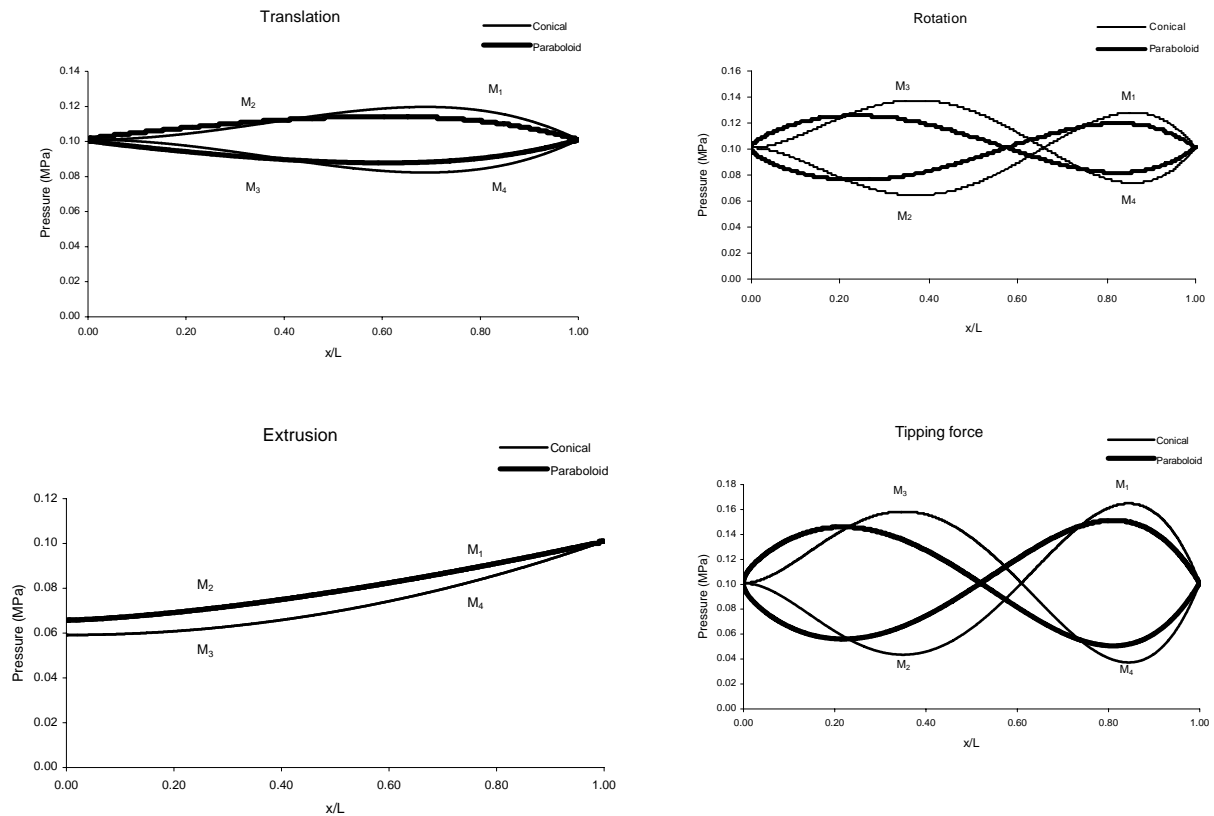 Translation
Conical
Paraboloid
0.14
0.12
0.10
0.08
0.06
0.04
0.02
0.00
Pressure (MPa)
M2
M1
M3
M4
0.00 0.20 0.40 0.60 0.80 1.00
x/L
Rotation
Conical
Paraboloid
0.16
0.14
0.12
0.10
0.08
0.06
0.04
0.02
0.00
Pressure (MPa)
M3
M1
M2
M4
0.00 0.20 0.40 0.60 0.80 1.00
x/L
Extrusion
Conical
Paraboloid
0.12
0.10
0.08
0.06
0.04
0.02
0.00
Pressure (MPa)
M1
M2
M4
M3
0.00 0.20 0.40 0.60 0.80 1.00
x/L
Tipping force
Conical
Paraboloid
0.18
0.16
0.14
0.12
0.10
0.08
0.06
0.04
0.02
0.00
Pressure (MPa)
M3
M1
M2
M4
0.00 0.20 0.40 0.60 0.80 1.00
x/L